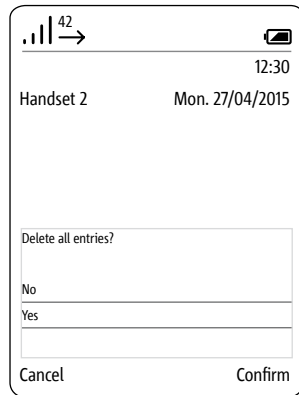 42
12:30
Handset 2 Mon. 27/04/2015
Delete all entries?
No
Yes
Cancel Confirm